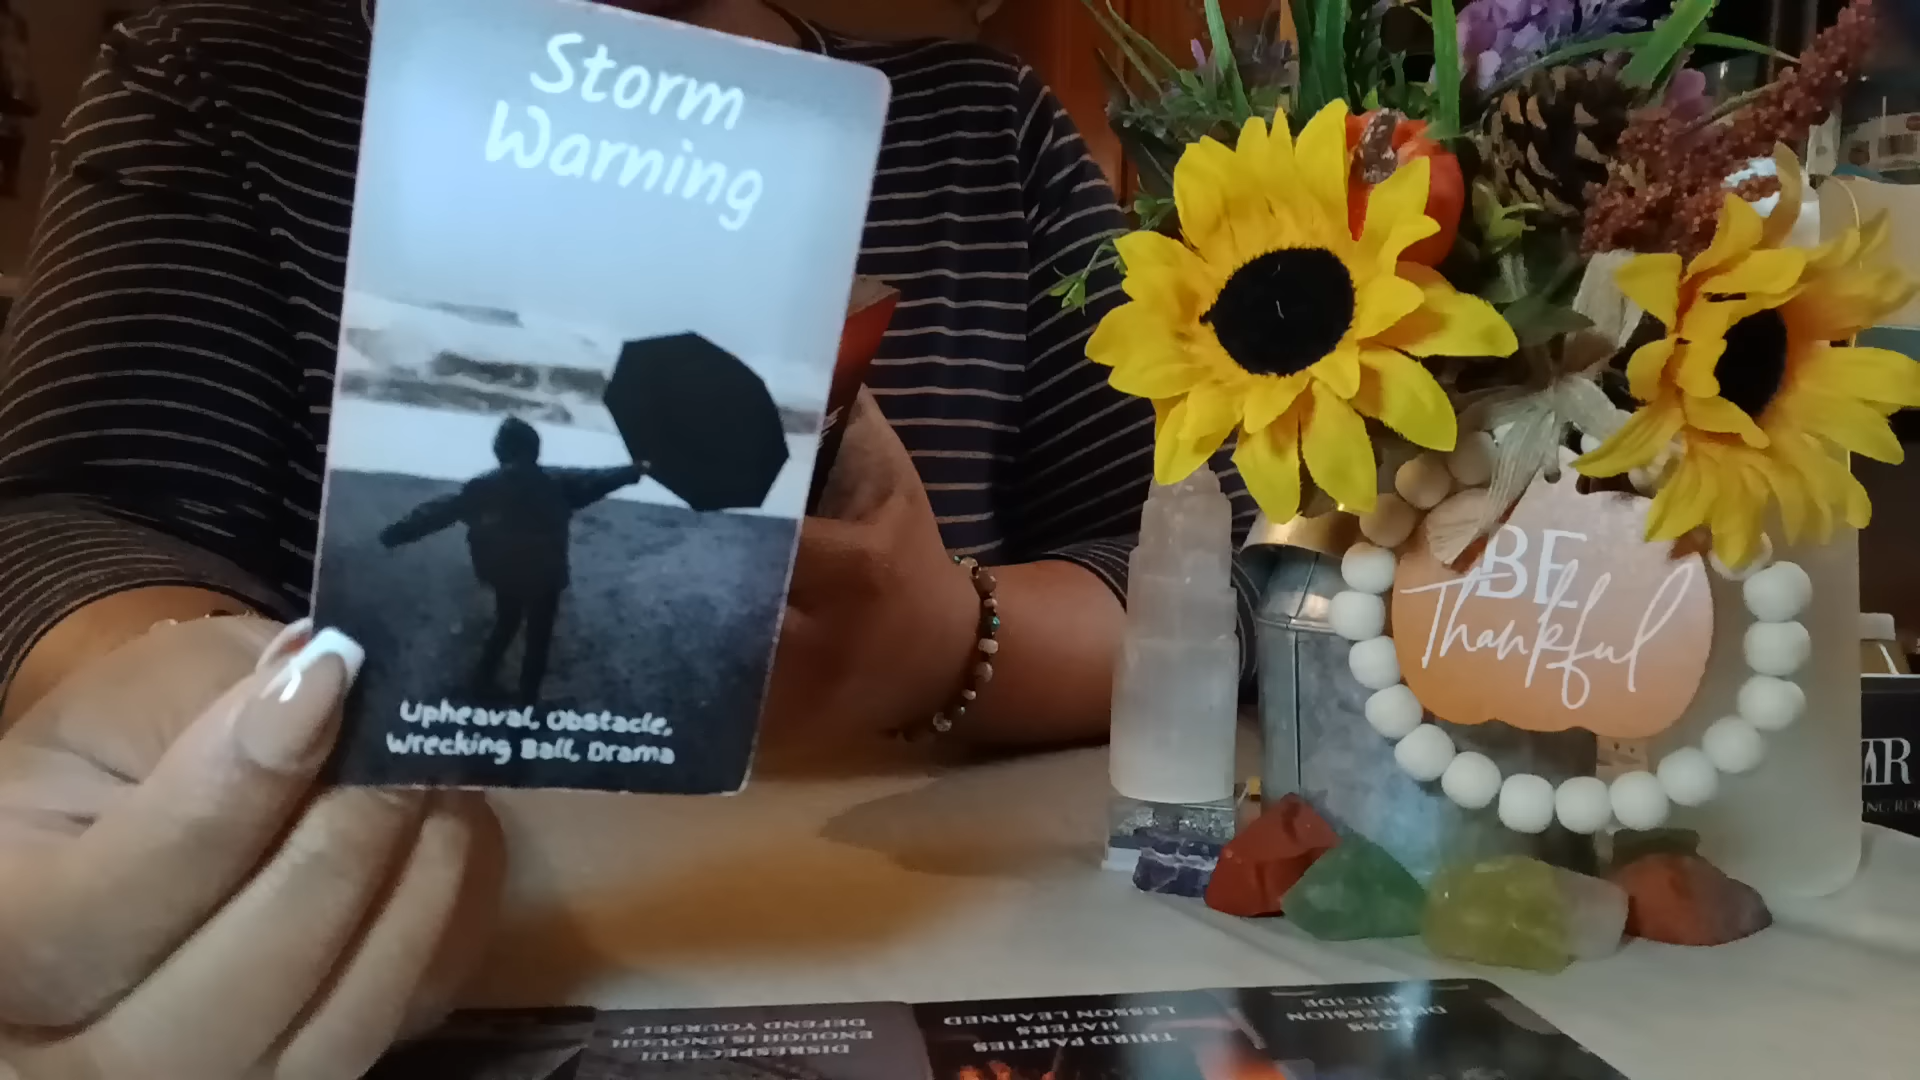 Storm
Warning
Upheaval, Obstacle,
Wrecking Ball, Drama
BE
Thankful
DISRESPECTFUL
ENOUGH IS ENOUGH
DEFEND YOURSELF
THIRD PARTIES
HATERS
LESSON LEARNED
LOSS
DEPRESSION
SUICIDE